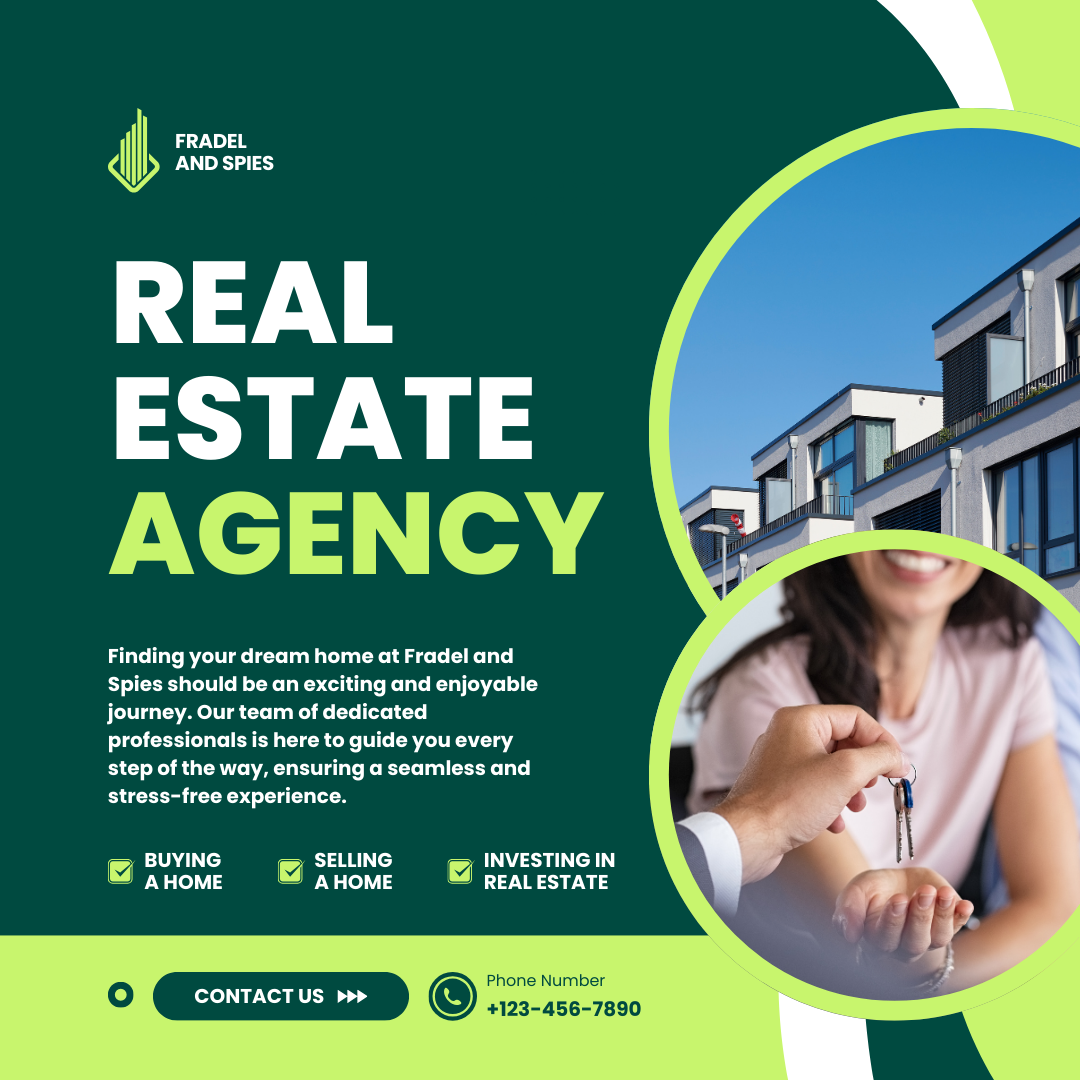 FRADEL
AND SPIES
REAL
ESTATE
AGENCY
Finding your dream home at Fradel and
Spies should be an exciting and enjoyable
journey. Our team of dedicated
professionals is here to guide you every
step of the way, ensuring a seamless and
stress-free experience.
BUYING
A HOME
SELLING
A HOME
INVESTING IN
REAL ESTATE
CONTACT US
Phone Number
+123-456-7890